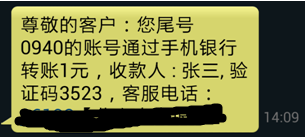 尊敬的客户：您尾号
0940的账号通过手机银行
转账1元，收款人：张三,验
证码3523，客服电话：
14:09